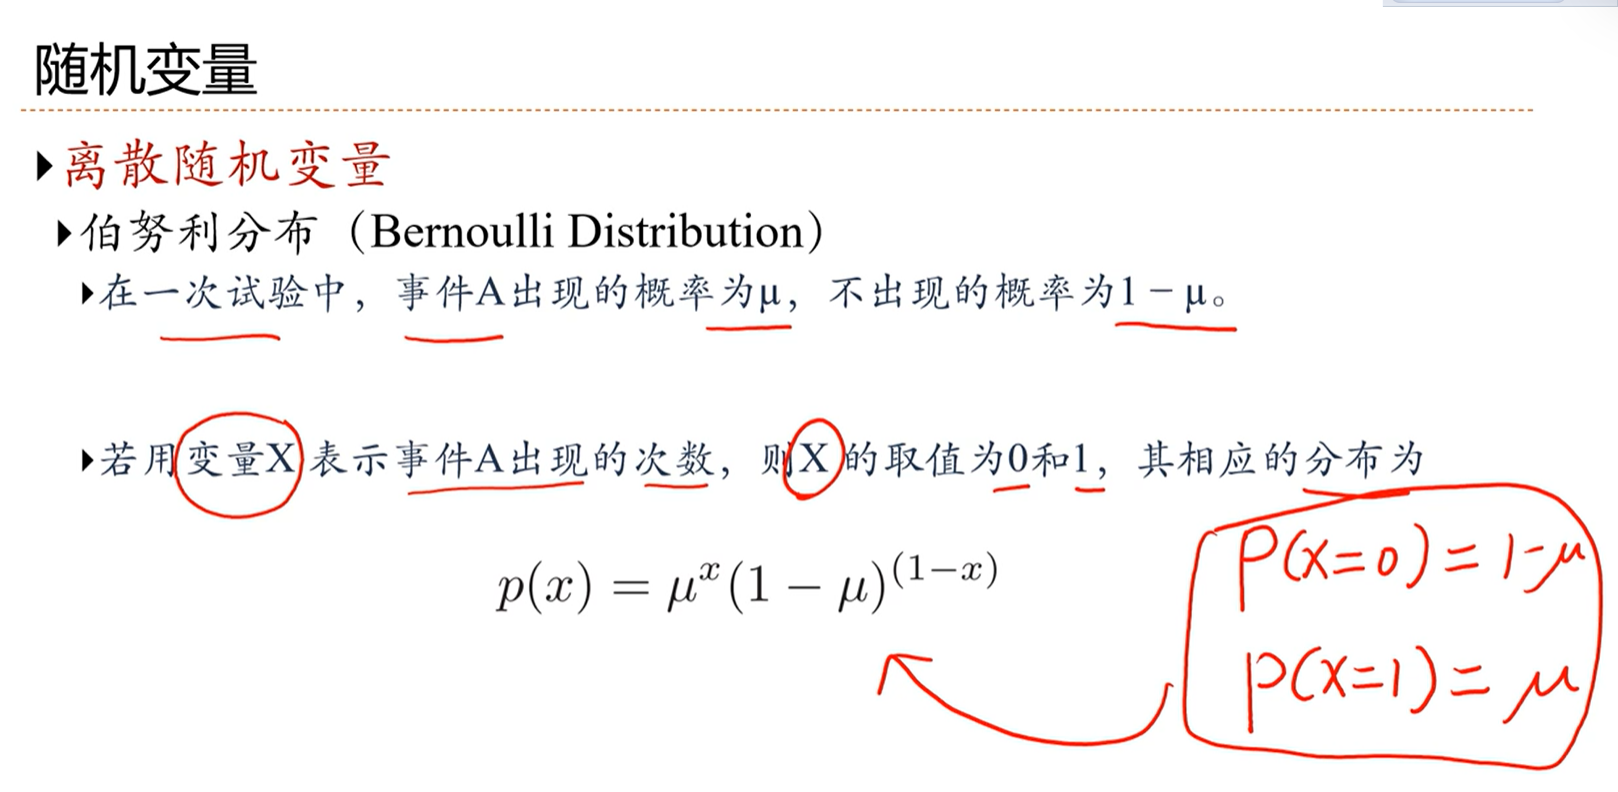 随机变量
离散随机变量
伯努利分布（Bernoulli Distribution）
在一次试验中，事件A出现的概率为μ，不出现的概率为1－μ。
若用变量X表示事件A出现的次数，则X的取值为0和1，其相应的分布为
p(x) = μ^x (1 − μ)^(1−x)
P(X=0) = 1-μ
P(X=1) = μ